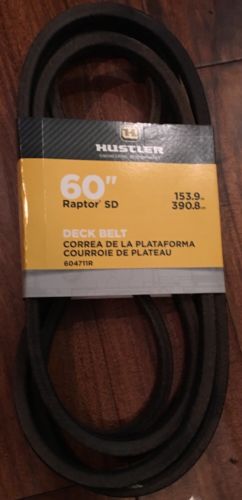 HUSTLER
60"
Raptor® SD
153.9 in
390.8 cm
DECK BELT
CORREA DE LA PLATAFORMA
COURROIE DE PLATEAU
604711R